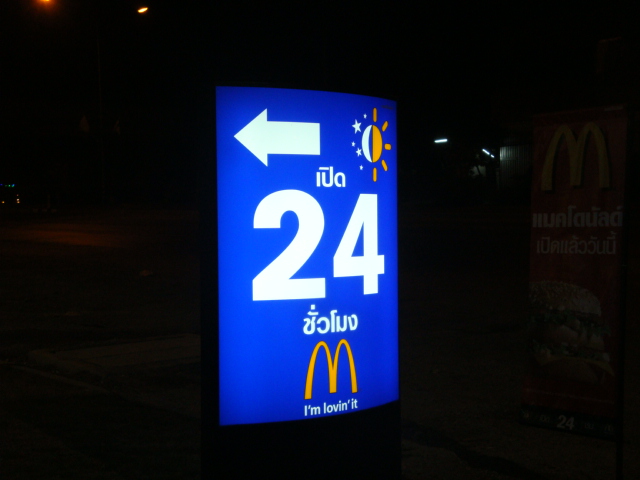 เปิด
24
ชั่วโมง
I'm lovin' it
แมคโดนัลด์
เปิดแล้ววันนี้
24